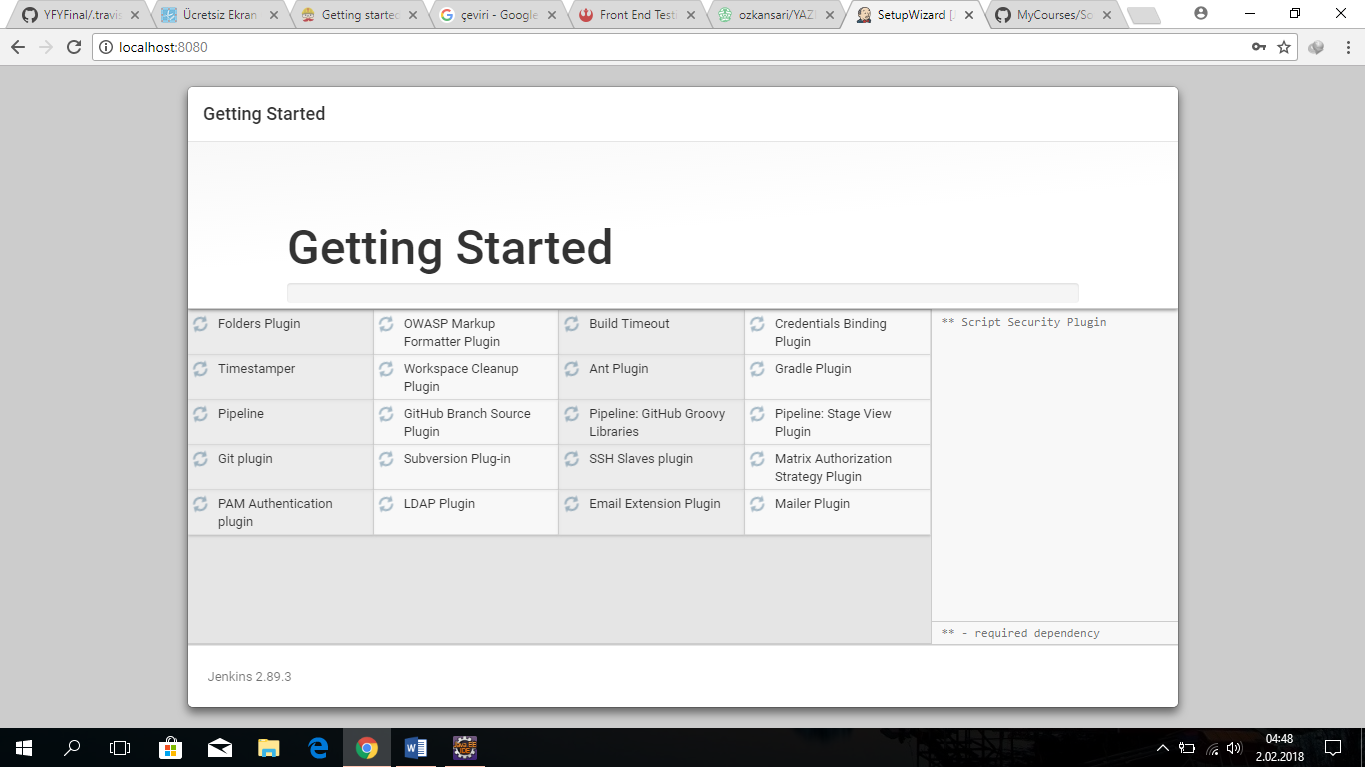 YFYFinal/.travis
Ücretsiz Ekran
Getting started
çeviri - Google
Front End Testi
ozkansari/YAZI
SetupWizard [J
MyCourses/So
localhost:8080
Getting Started
Getting Started
Folders Plugin
OWASP Markup
Formatter Plugin
Build Timeout
Credentials Binding
Plugin
** Script Security Plugin
Timestamper
Workspace Cleanup
Plugin
Ant Plugin
Gradle Plugin
Pipeline
GitHub Branch Source
Plugin
Pipeline: GitHub Groovy
Libraries
Pipeline: Stage View
Plugin
Git plugin
Subversion Plug-in
SSH Slaves plugin
Matrix Authorization
Strategy Plugin
PAM Authentication
plugin
LDAP Plugin
Email Extension Plugin
Mailer Plugin
** - required dependency
Jenkins 2.89.3
04:48
2.02.2018